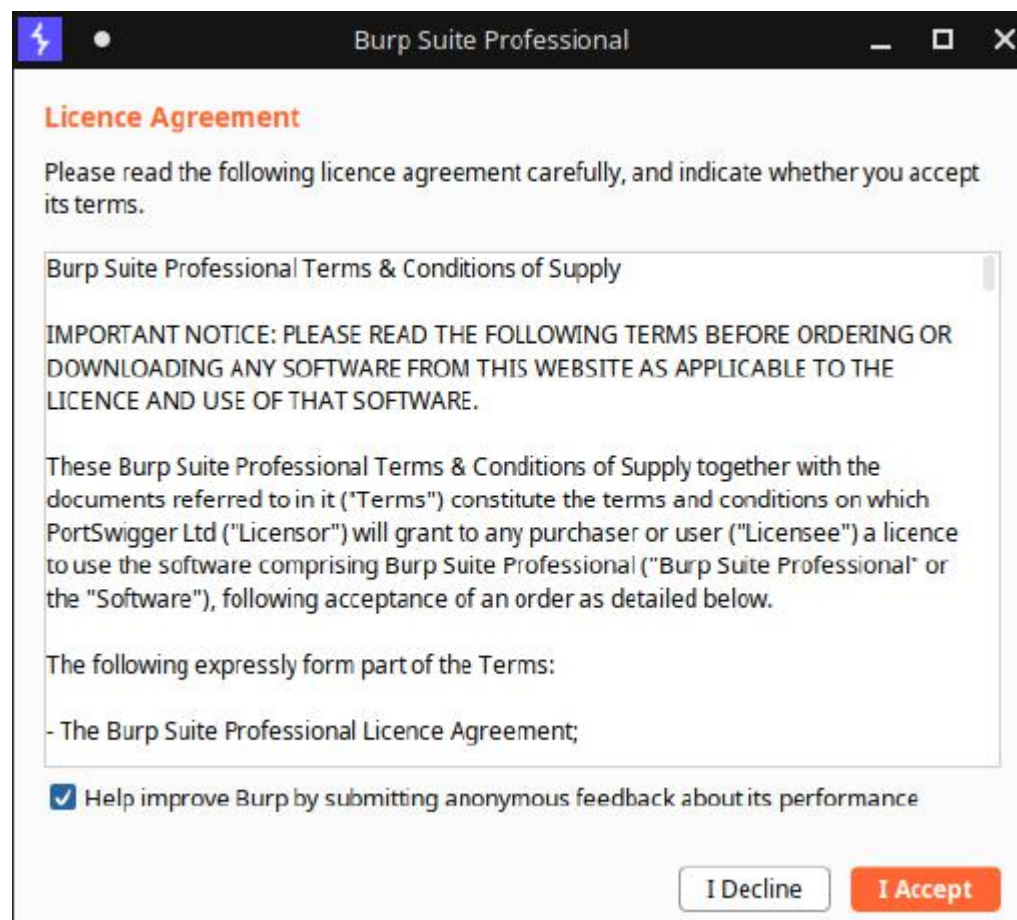 Burp Suite Professional
Licence Agreement
Please read the following licence agreement carefully, and indicate whether you accept
its terms.
Burp Suite Professional Terms & Conditions of Supply
IMPORTANT NOTICE: PLEASE READ THE FOLLOWING TERMS BEFORE ORDERING OR
DOWNLOADING ANY SOFTWARE FROM THIS WEBSITE AS APPLICABLE TO THE
LICENCE AND USE OF THAT SOFTWARE.
These Burp Suite Professional Terms & Conditions of Supply together with the
documents referred to in it ("Terms") constitute the terms and conditions on which
PortSwigger Ltd ("Licensor") will grant to any purchaser or user ("Licensee") a licence
to use the software comprising Burp Suite Professional ("Burp Suite Professional" or
the "Software"), following acceptance of an order as detailed below.
The following expressly form part of the Terms:
- The Burp Suite Professional Licence Agreement;
Help improve Burp by submitting anonymous feedback about its performance
I Decline
I Accept